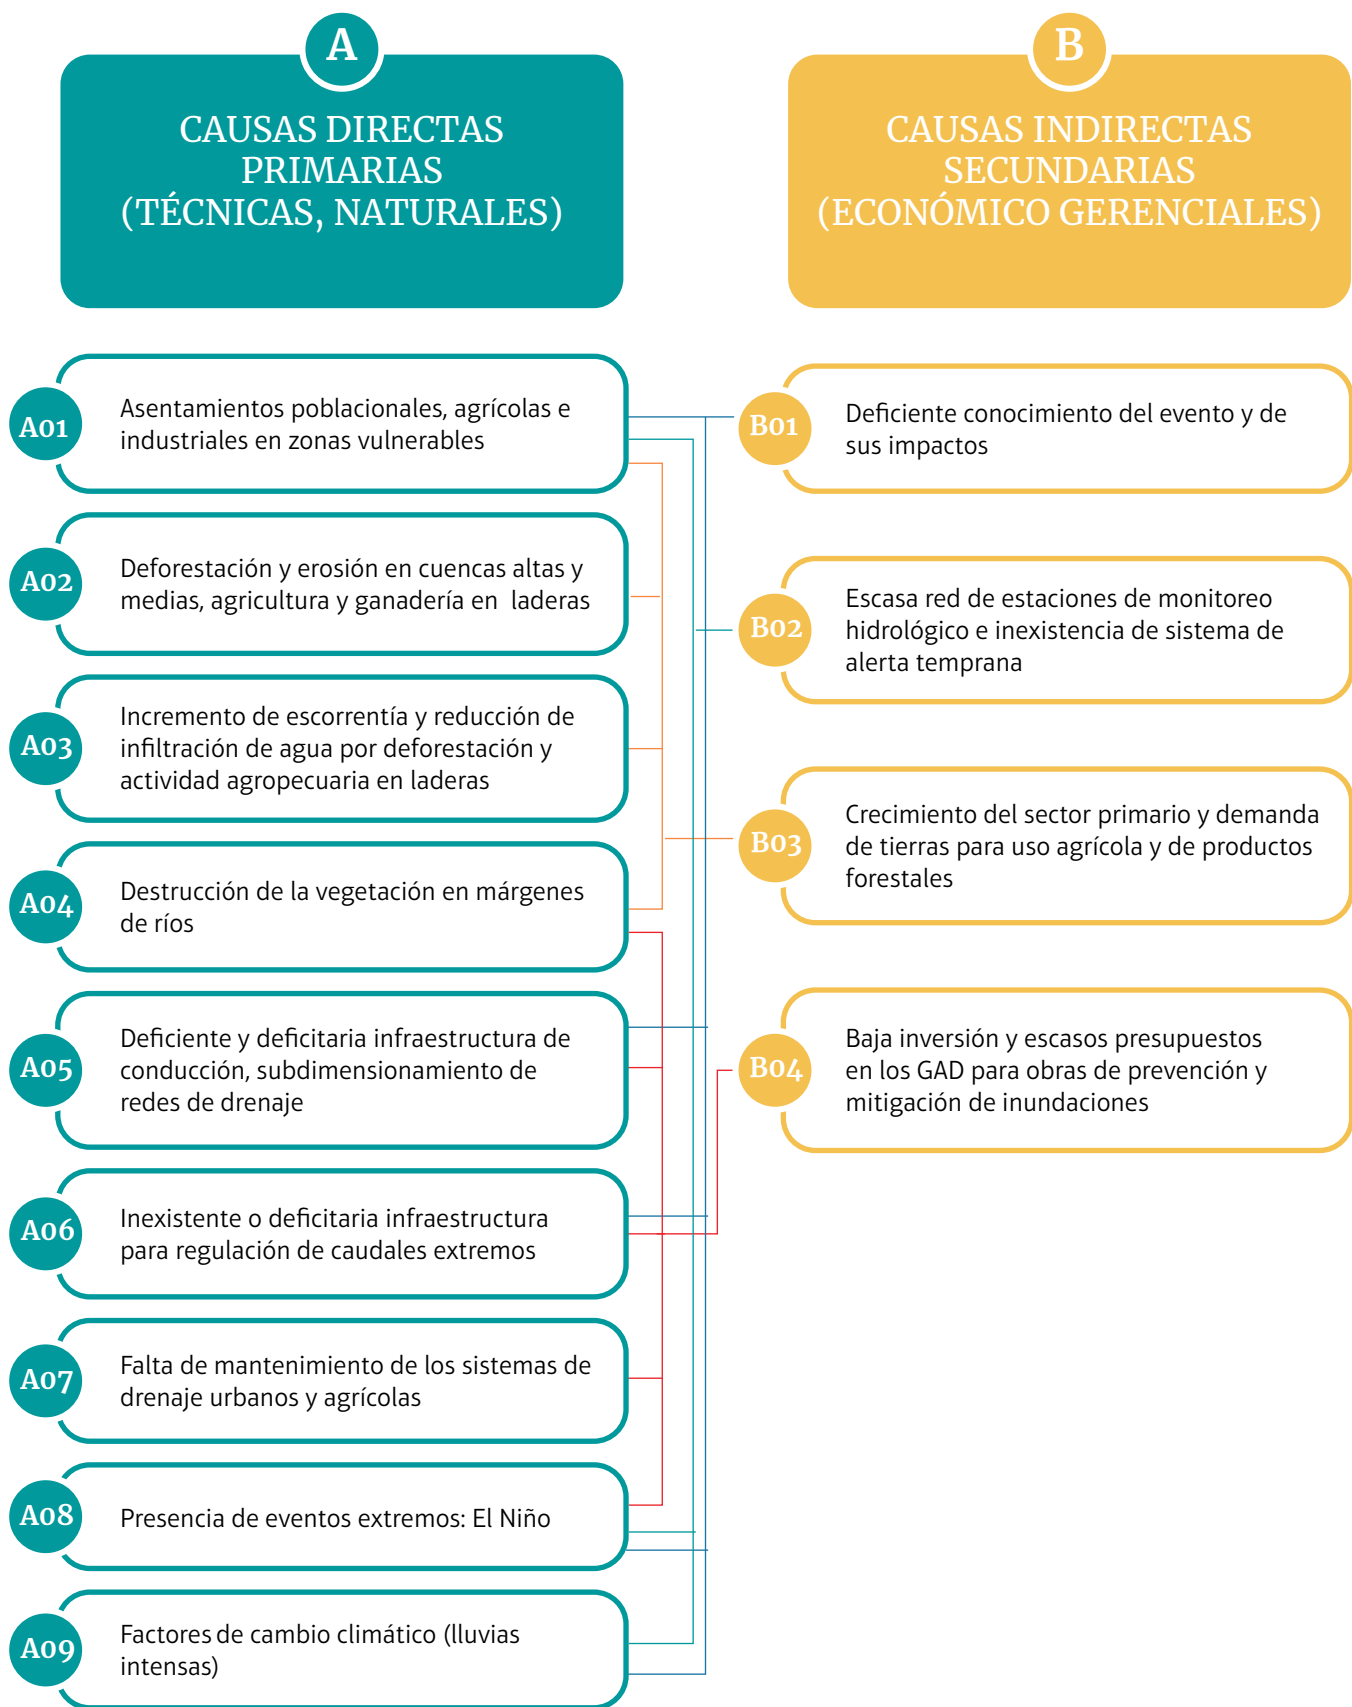 A
CAUSAS DIRECTAS
PRIMARIAS
(TÉCNICAS, NATURALES)
B
CAUSAS INDIRECTAS
SECUNDARIAS
(ECONÓMICO GERENCIALES)
A01
Asentamientos poblacionales, agrícolas e
industriales en zonas vulnerables
A02
Deforestación y erosión en cuencas altas y
medias, agricultura y ganadería en laderas
A03
Incremento de escorrentía y reducción de
infiltración de agua por deforestación y
actividad agropecuaria en laderas
A04
Destrucción de la vegetación en márgenes
de ríos
A05
Deficiente y deficitaria infraestructura de
conducción, subdimensionamiento de
redes de drenaje
A06
Inexistente o deficitaria infraestructura
para regulación de caudales extremos
A07
Falta de mantenimiento de los sistemas de
drenaje urbanos y agrícolas
A08
Presencia de eventos extremos: El Niño
A09
Factores de cambio climático (lluvias
intensas)
B01
Deficiente conocimiento del evento y de
sus impactos
B02
Escasa red de estaciones de monitoreo
hidrológico e inexistencia de sistema de
alerta temprana
B03
Crecimiento del sector primario y demanda
de tierras para uso agrícola y de productos
forestales
B04
Baja inversión y escasos presupuestos
en los GAD para obras de prevención y
mitigación de inundaciones